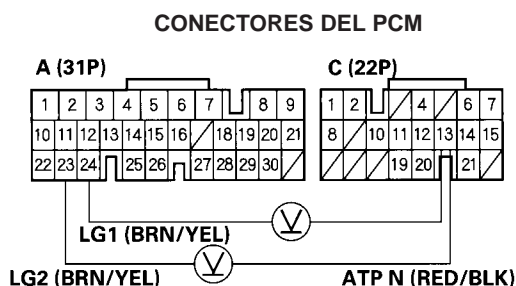 CONECTORES DEL PCM
A (31P) C (22P)
1 2 3 4 5 6 7 8 9 1 2 4 6 7
10 11 12 13 14 15 16 18 19 20 21 8 10 11 12 13 14 15
22 23 24 25 26 27 28 29 30 19 20 21
LG1 (BRN/YEL) V
LG2 (BRN/YEL) V ATP N (RED/BLK)